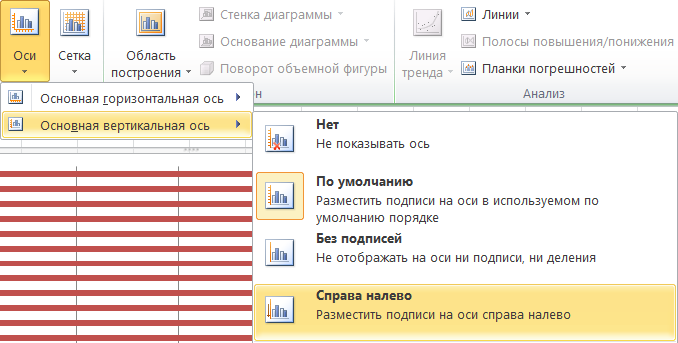 Оси
Сетка
Область
построения
Стенка диаграммы
Основание диаграммы
Поворот объемной фигуры
Линия
тренда
Линии
Полосы повышения/понижения
Планки погрешностей
н
Анализ
Основная горизонтальная ось
Основная вертикальная ось
Нет
Не показывать ось
По умолчанию
Разместить подписи на оси в используемом по
умолчанию порядке
Без подписей
Не отображать на оси ни подписи, ни деления
Справа налево
Разместить подписи на оси справа налево